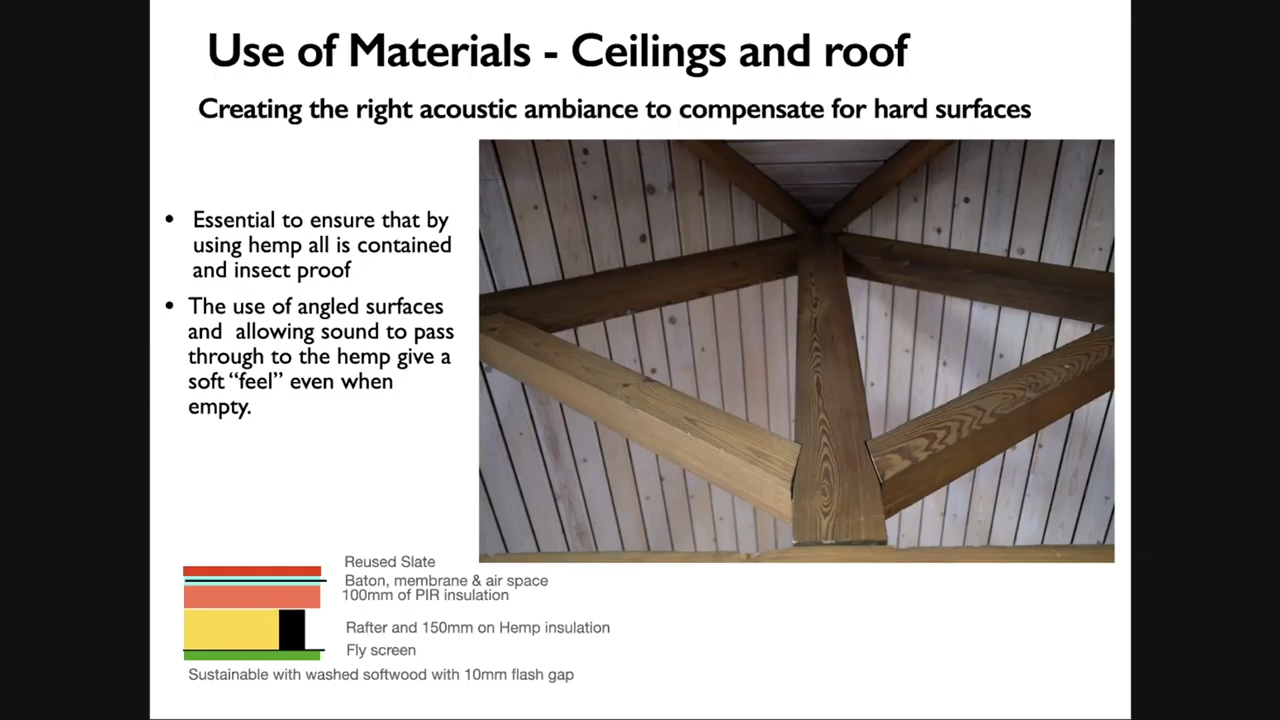 Use of Materials - Ceilings and roof
Creating the right acoustic ambiance to compensate for hard surfaces
• Essential to ensure that by
using hemp all is contained
and insect proof
• The use of angled surfaces
and allowing sound to pass
through to the hemp give a
soft “feel” even when
empty.
Reused Slate
Baton, membrane & air space
100mm of PIR insulation
Rafter and 150mm on Hemp insulation
Fly screen
Sustainable with washed softwood with 10mm flash gap